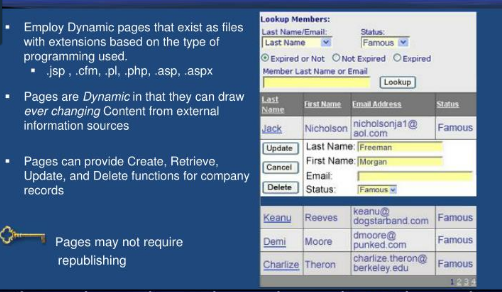 Employ Dynamic pages that exist as files
with extensions based on the type of
programming used.
.jsp , .cfm, .pl, .php, .asp, .aspx
Pages are Dynamic in that they can draw
ever changing Content from external
information sources
Pages can provide Create, Retrieve,
Update, and Delete functions for company
records
Pages may not require
republishing
Lookup Members:
Last Name/Email: Status:
Last Name Famous
Expired or Not Not Expired Expired
Member Last Name or Email
Lookup
Last Name First Name Email Address Status
Jack Nicholson nicholsonja1@aol.com Famous
Update Last Name: Freeman
First Name: Morgan
Cancel Email:
Delete Status: Famous
Keanu Reeves keanu@dogstarband.com Famous
Demi Moore dmoore@punked.com Famous
Charlize Theron charlize.theron@berkeley.edu Famous
1 2 3 4